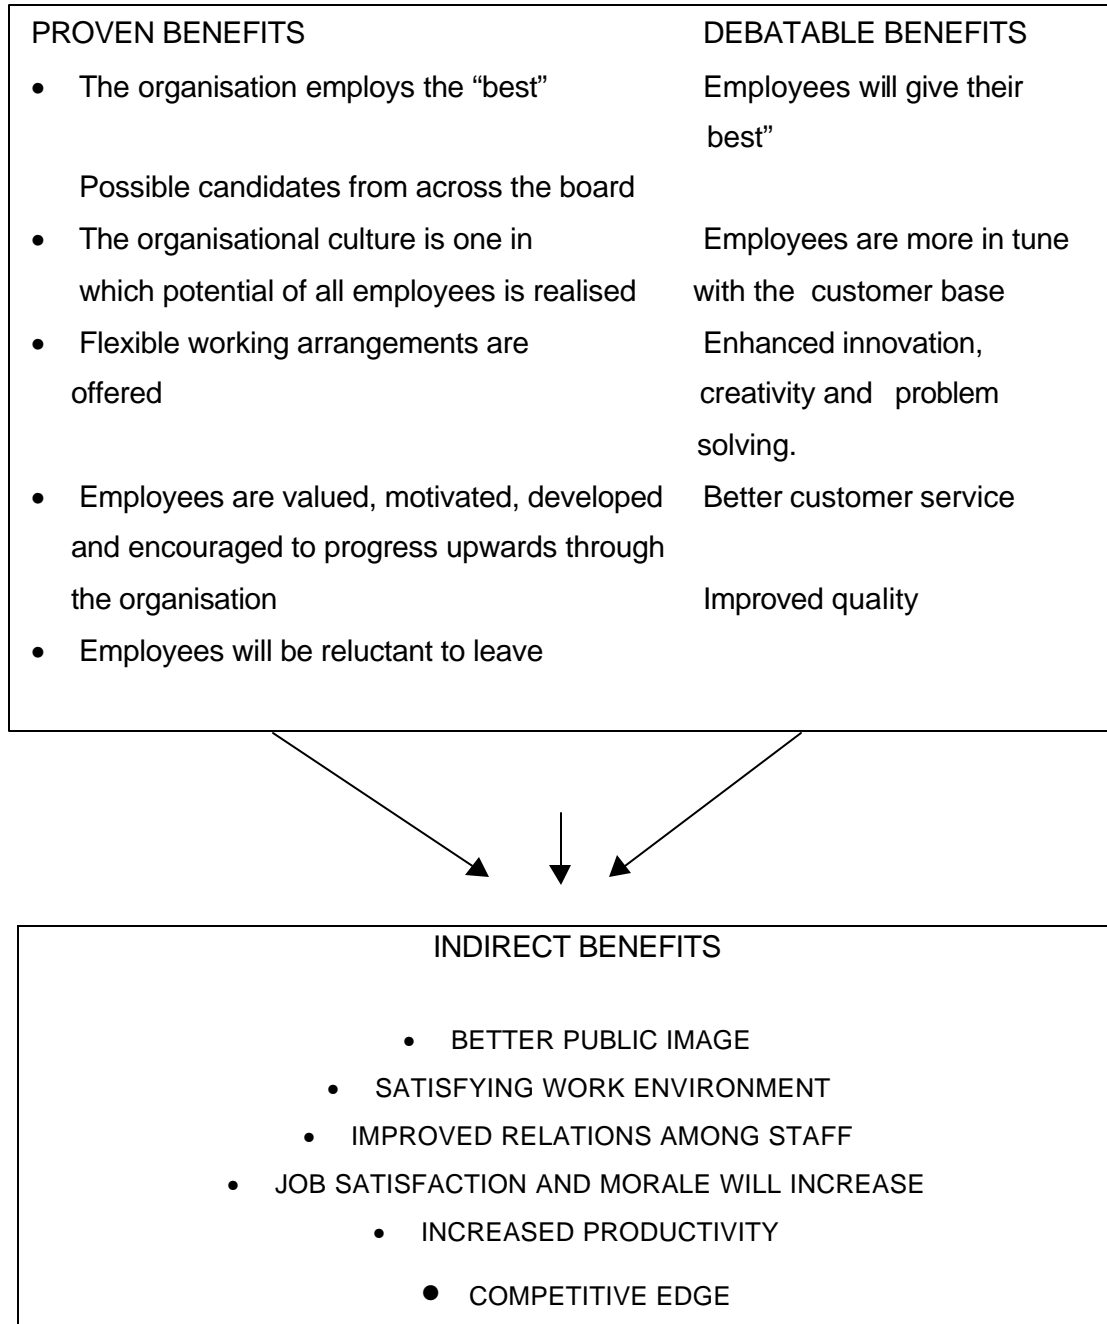 PROVEN BENEFITS DEBATABLE BENEFITS
• The organisation employs the “best” Employees will give their
best”
Possible candidates from across the board
• The organisational culture is one in Employees are more in tune
which potential of all employees is realised with the customer base
• Flexible working arrangements are Enhanced innovation,
offered creativity and problem
solving.
• Employees are valued, motivated, developed Better customer service
and encouraged to progress upwards through
the organisation Improved quality
• Employees will be reluctant to leave
INDIRECT BENEFITS
• BETTER PUBLIC IMAGE
• SATISFYING WORK ENVIRONMENT
• IMPROVED RELATIONS AMONG STAFF
• JOB SATISFACTION AND MORALE WILL INCREASE
• INCREASED PRODUCTIVITY
• COMPETITIVE EDGE